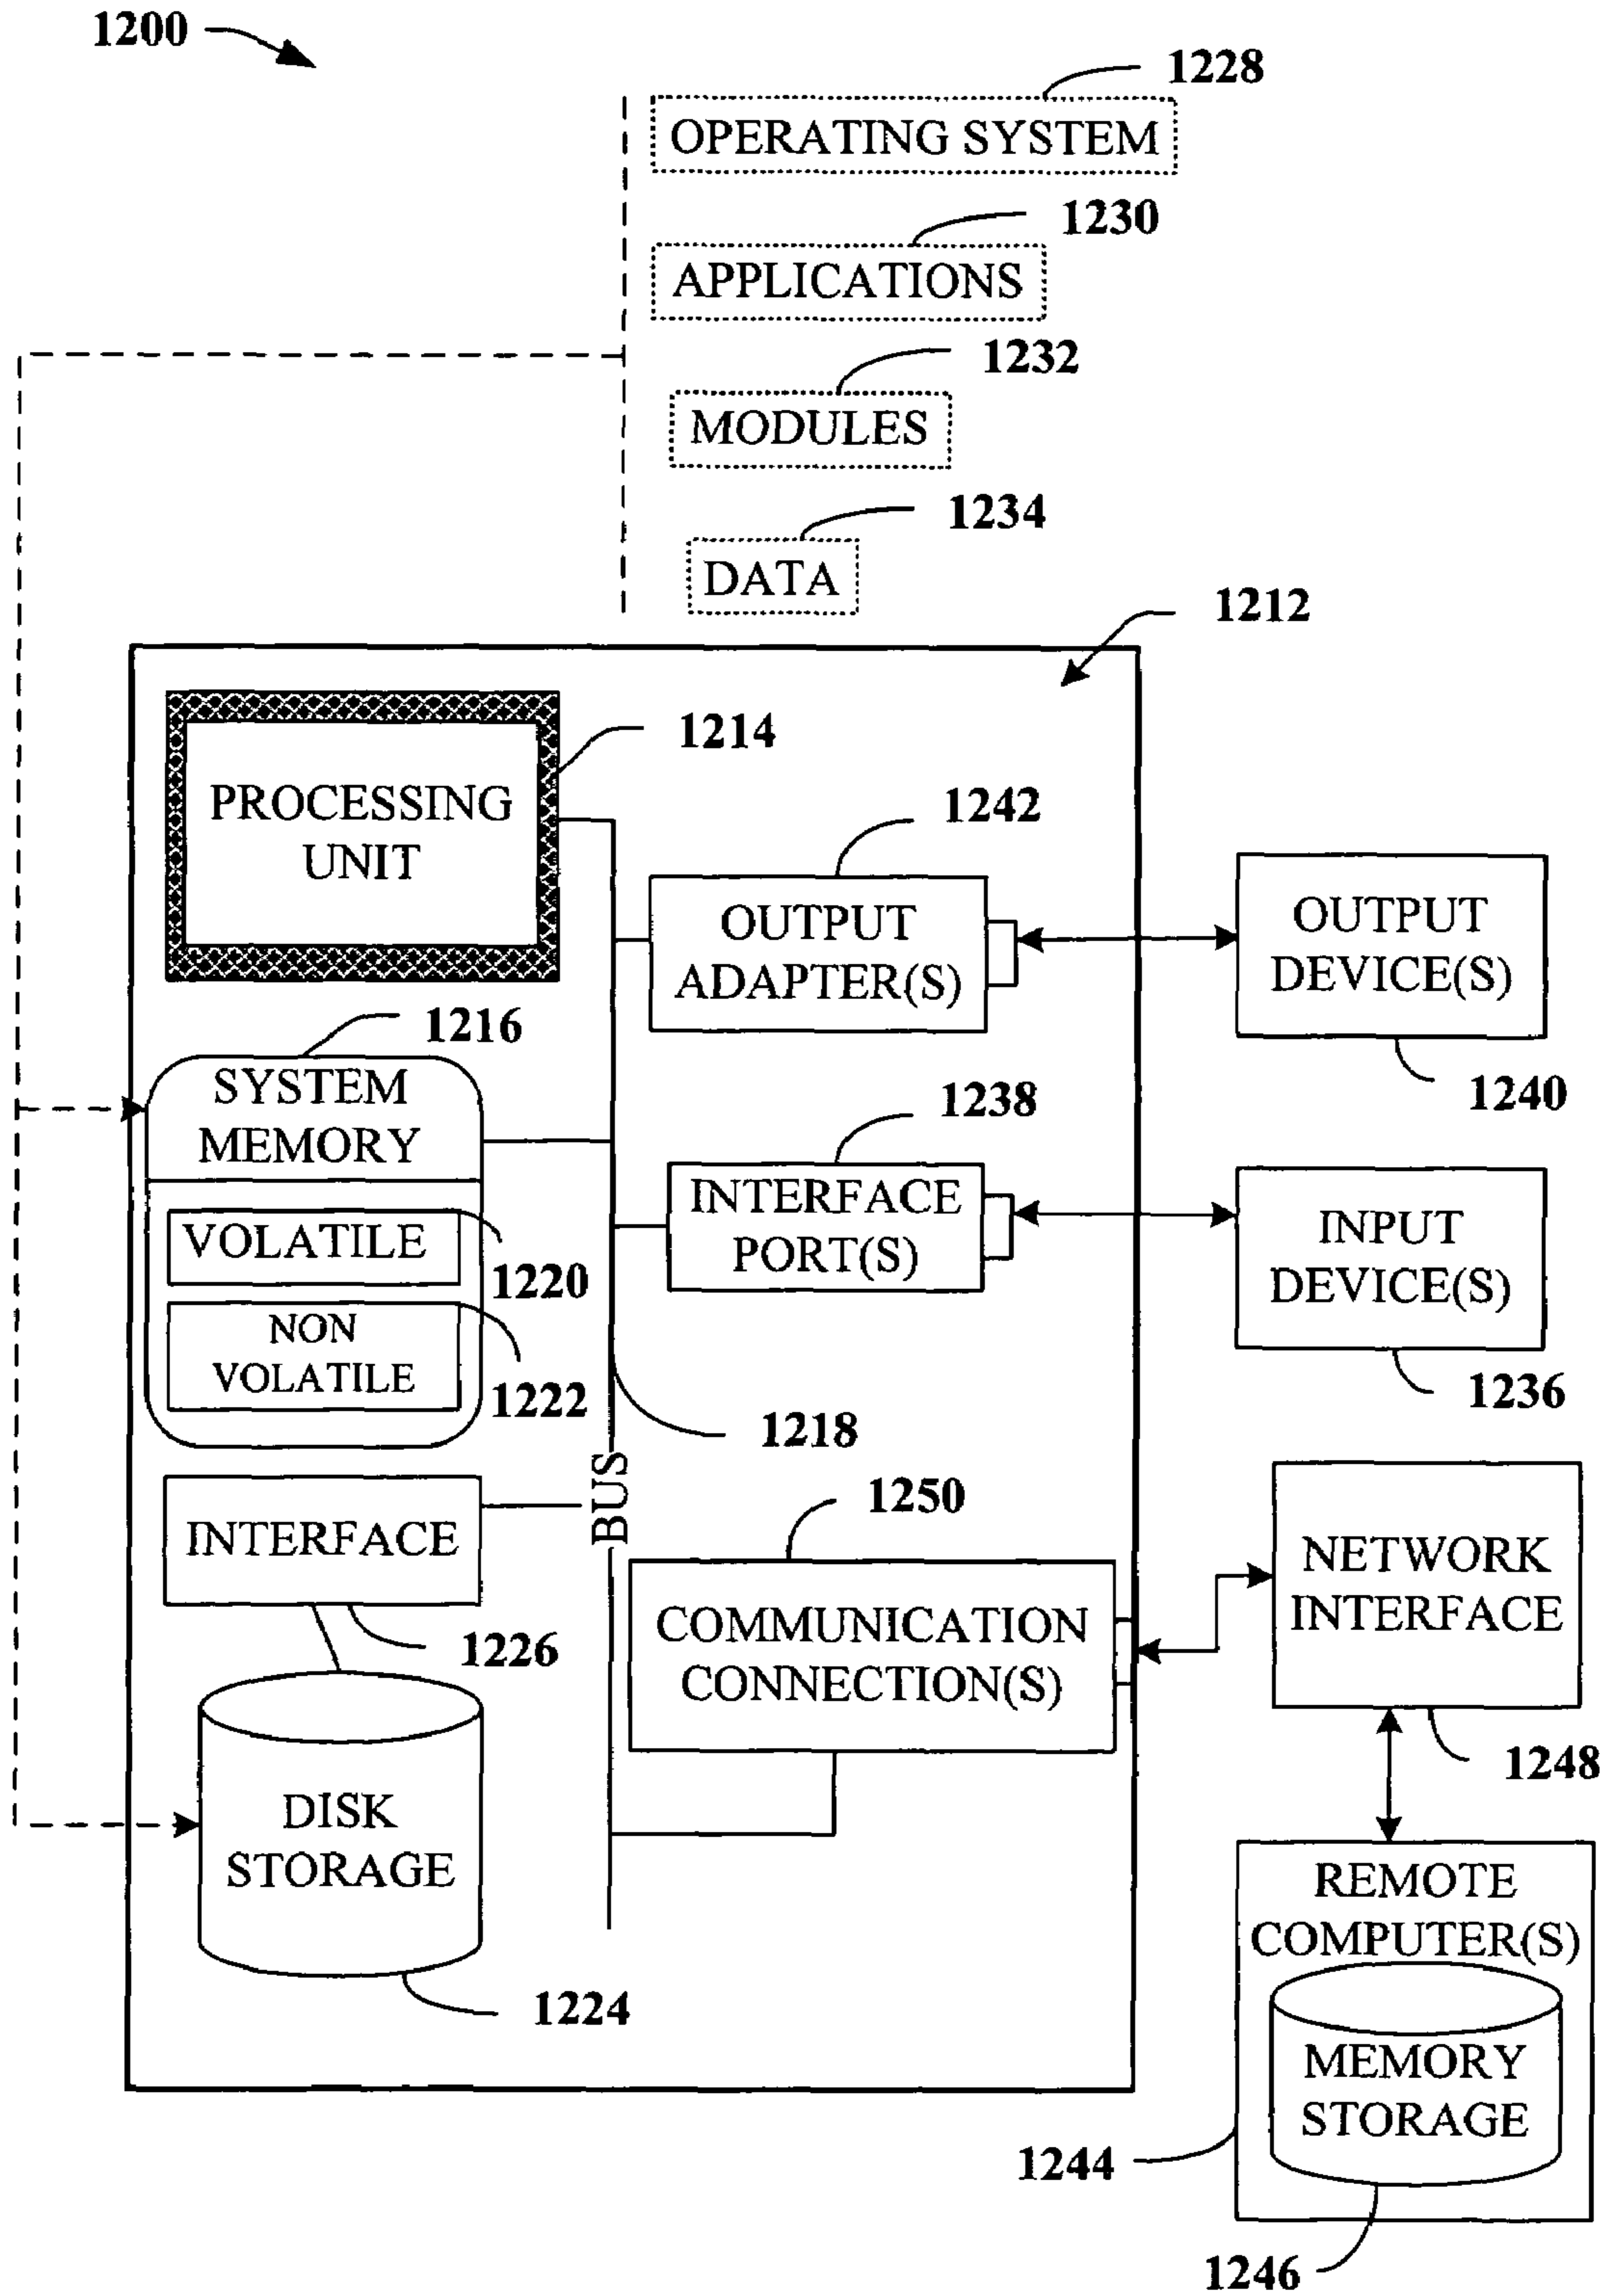 1200
1228
OPERATING SYSTEM
1230
APPLICATIONS
1232
MODULES
1234
DATA
1212
PROCESSING
UNIT
1214
1242
OUTPUT
ADAPTER(S)
OUTPUT
DEVICE(S)
1240
1216
SYSTEM
MEMORY
VOLATILE
1220
NON
VOLATILE
1222
1238
INTERFACE
PORT(S)
INPUT
DEVICE(S)
1236
1218
BUS
INTERFACE
1226
1250
COMMUNICATION
CONNECTION(S)
NETWORK
INTERFACE
1248
DISK
STORAGE
1224
REMOTE
COMPUTER(S)
MEMORY
STORAGE
1244
1246